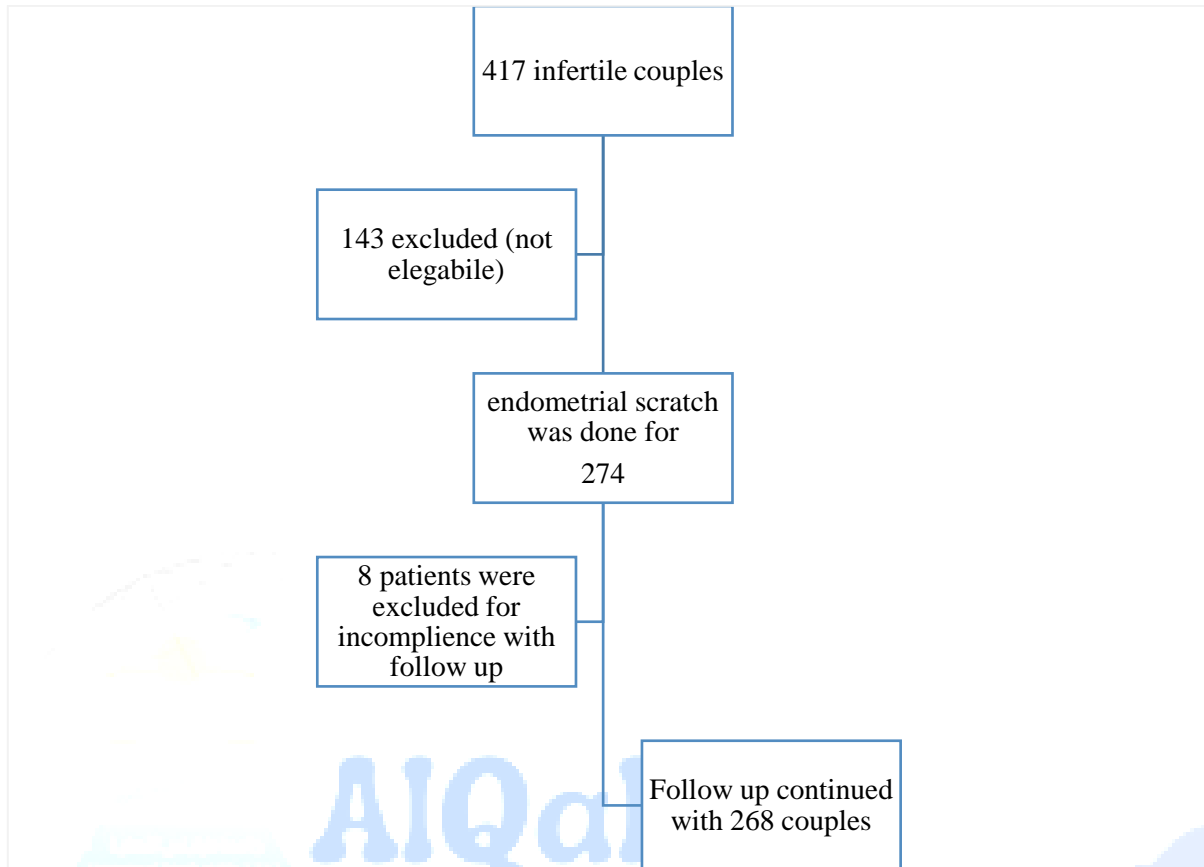 417 infertile couples
143 excluded (not
elegabile)
endometrial scratch
was done for
274
8 patients were
excluded for
incomplience with
follow up
Follow up continued
with 268 couples